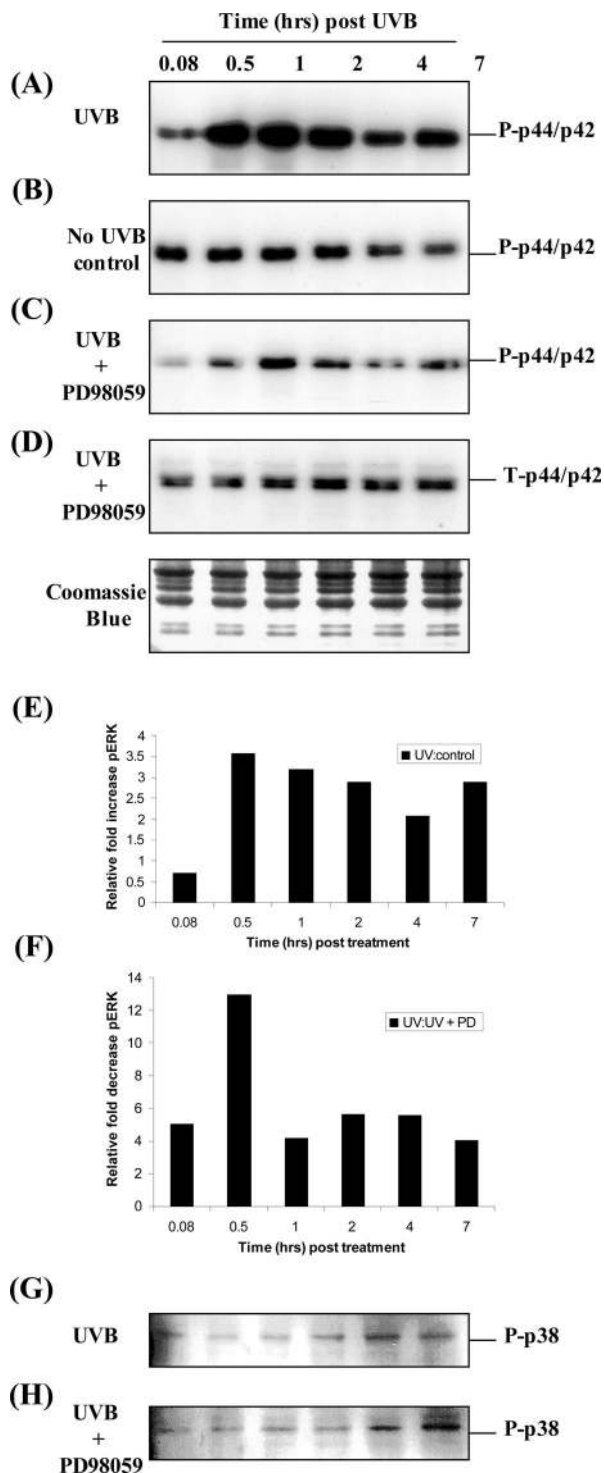 Time (hrs) post UVB
0.08 0.5 1 2 4 7
(A)
UVB
P-p44/p42
(B)
No UVB
control
P-p44/p42
(C)
UVB
+
PD98059
P-p44/p42
(D)
UVB
+
PD98059
T-p44/p42
Coomassie
Blue
(E)
Relative fold increase pERK
4
3.5
3
2.5
2
1.5
1
0.5
0
UV:control
0.08 0.5 1 2 4 7
Time (hrs) post treatment
(F)
Relative fold decrease pERK
14
12
10
8
6
4
2
0
UV:UV + PD
0.08 0.5 1 2 4 7
Time (hrs) post treatment
(G)
UVB
P-p38
(H)
UVB
+
PD98059
P-p38